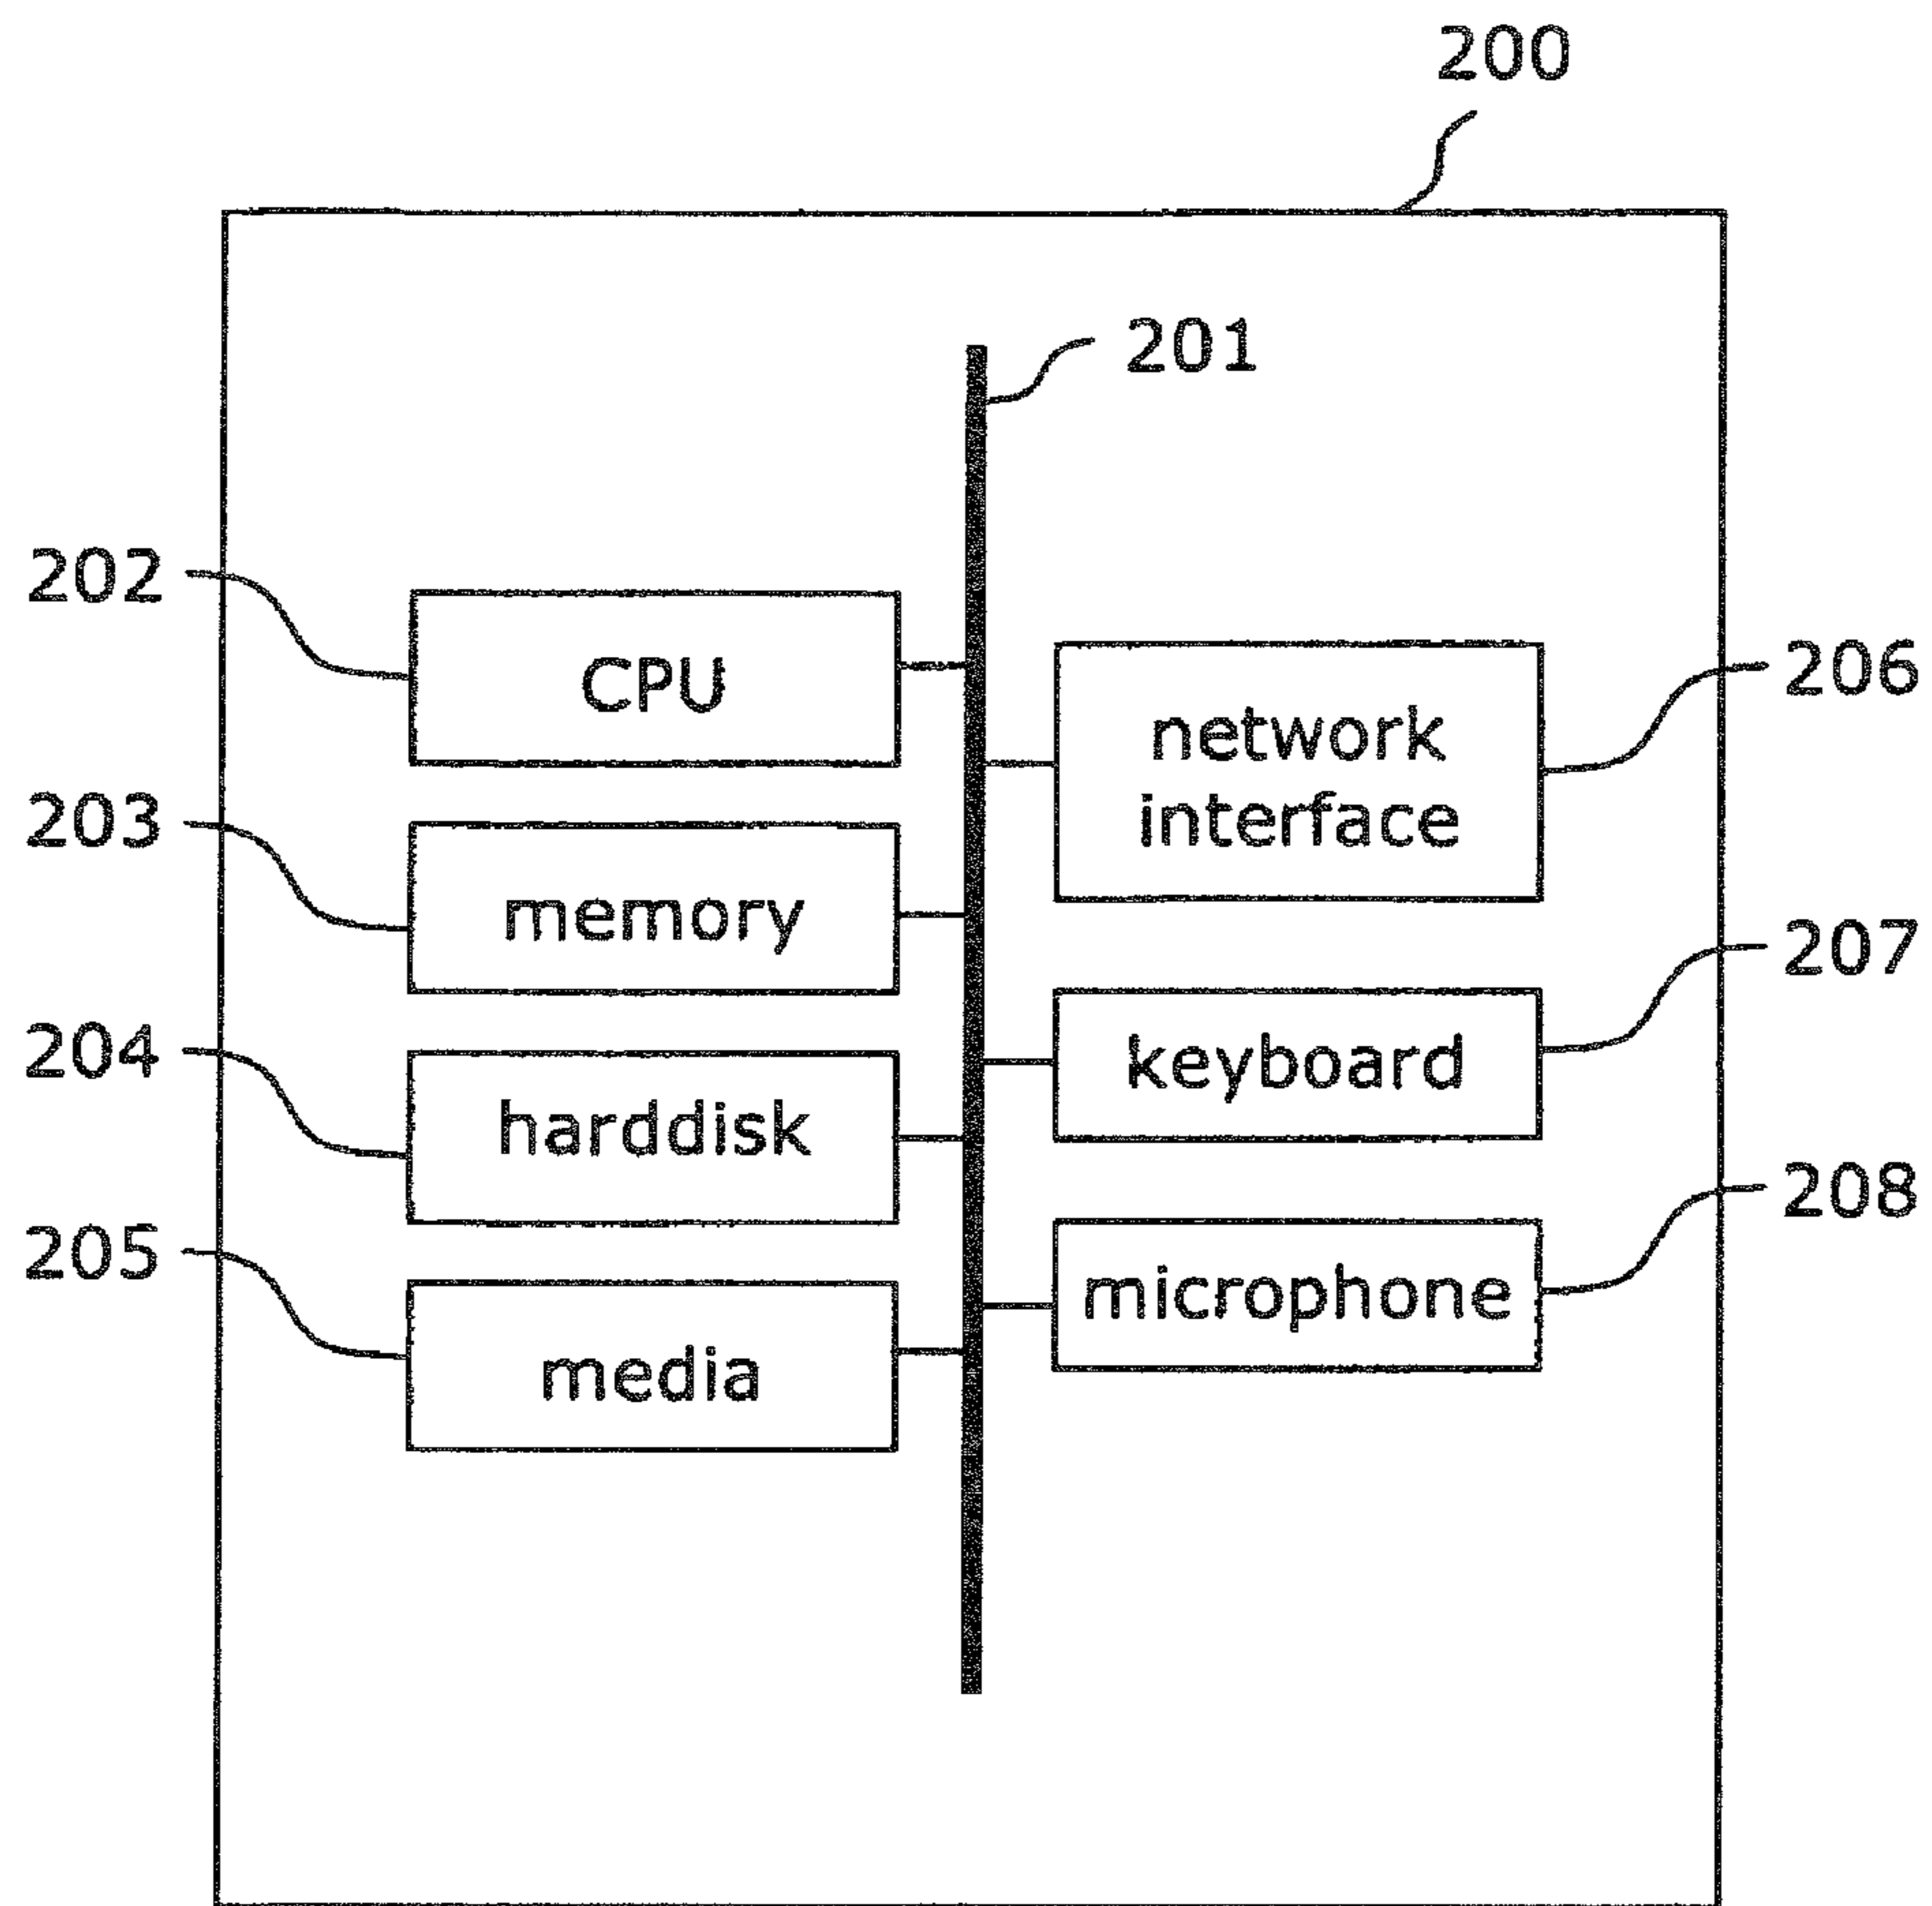 200
201
202
CPU
206
network
interface
203
memory
207
keyboard
204
harddisk
208
microphone
205
media